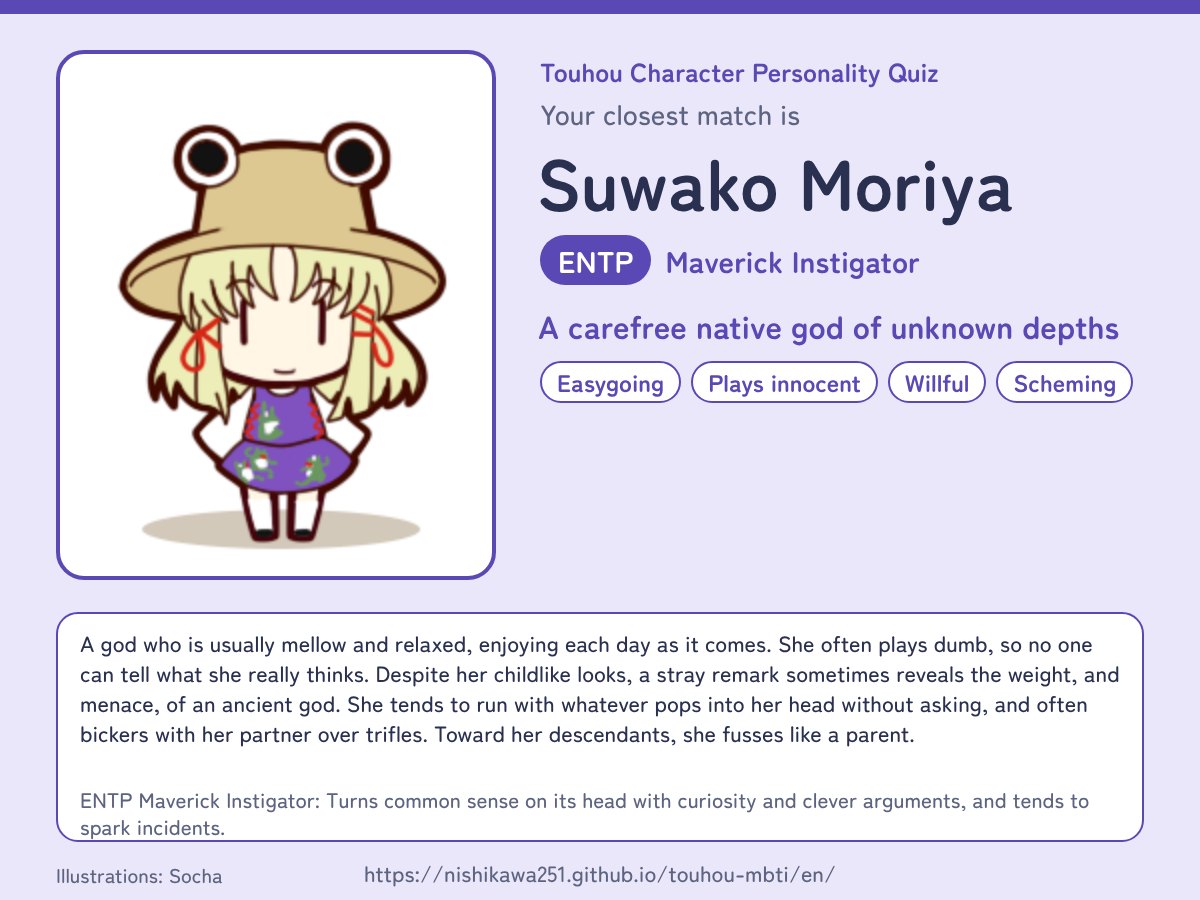 Touhou Character Personality Quiz
Your closest match is
Suwako Moriya
ENTP Maverick Instigator
A carefree native god of unknown depths
Easygoing Plays innocent Willful Scheming
A god who is usually mellow and relaxed, enjoying each day as it comes. She often plays dumb, so no one
can tell what she really thinks. Despite her childlike looks, a stray remark sometimes reveals the weight, and
menace, of an ancient god. She tends to run with whatever pops into her head without asking, and often
bickers with her partner over trifles. Toward her descendants, she fusses like a parent.
ENTP Maverick Instigator: Turns common sense on its head with curiosity and clever arguments, and tends to
spark incidents.
Illustrations: Socha https://nishikawa251.github.io/touhou-mbti/en/